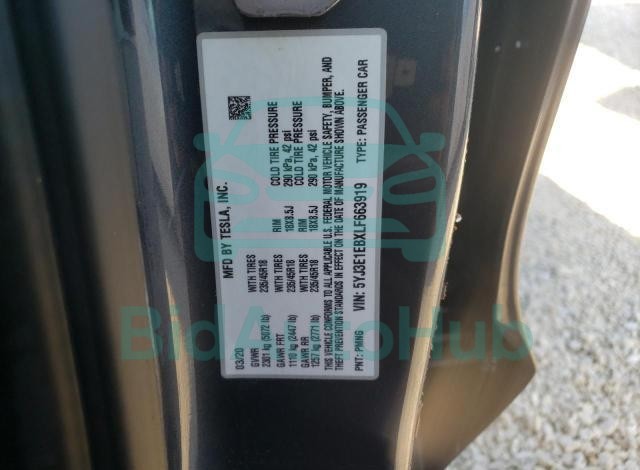 MFD BY TESLA, INC.
03/20
GVWR
2301 kg (5072 lb)
GAWR FRT
1110 kg (2447 lb)
GAWR RR
1257 kg (2771 lb)
WITH TIRES
235/45R18
WITH TIRES
235/45R18
WITH TIRES
235/45R18
RIM
18X8.5J
RIM
18X8.5J
COLD TIRE PRESSURE
290 kPa, 42 psi
COLD TIRE PRESSURE
290 kPa, 42 psi
THIS VEHICLE CONFORMS TO ALL APPLICABLE U.S. FEDERAL MOTOR VEHICLE SAFETY, BUMPER, AND
THEFT PREVENTION STANDARDS IN EFFECT ON THE DATE OF MANUFACTURE SHOWN ABOVE.
VIN: 5YJ3E1EBXLF663919
TYPE: PASSENGER CAR
PNT: PMNG
BidAutoHub